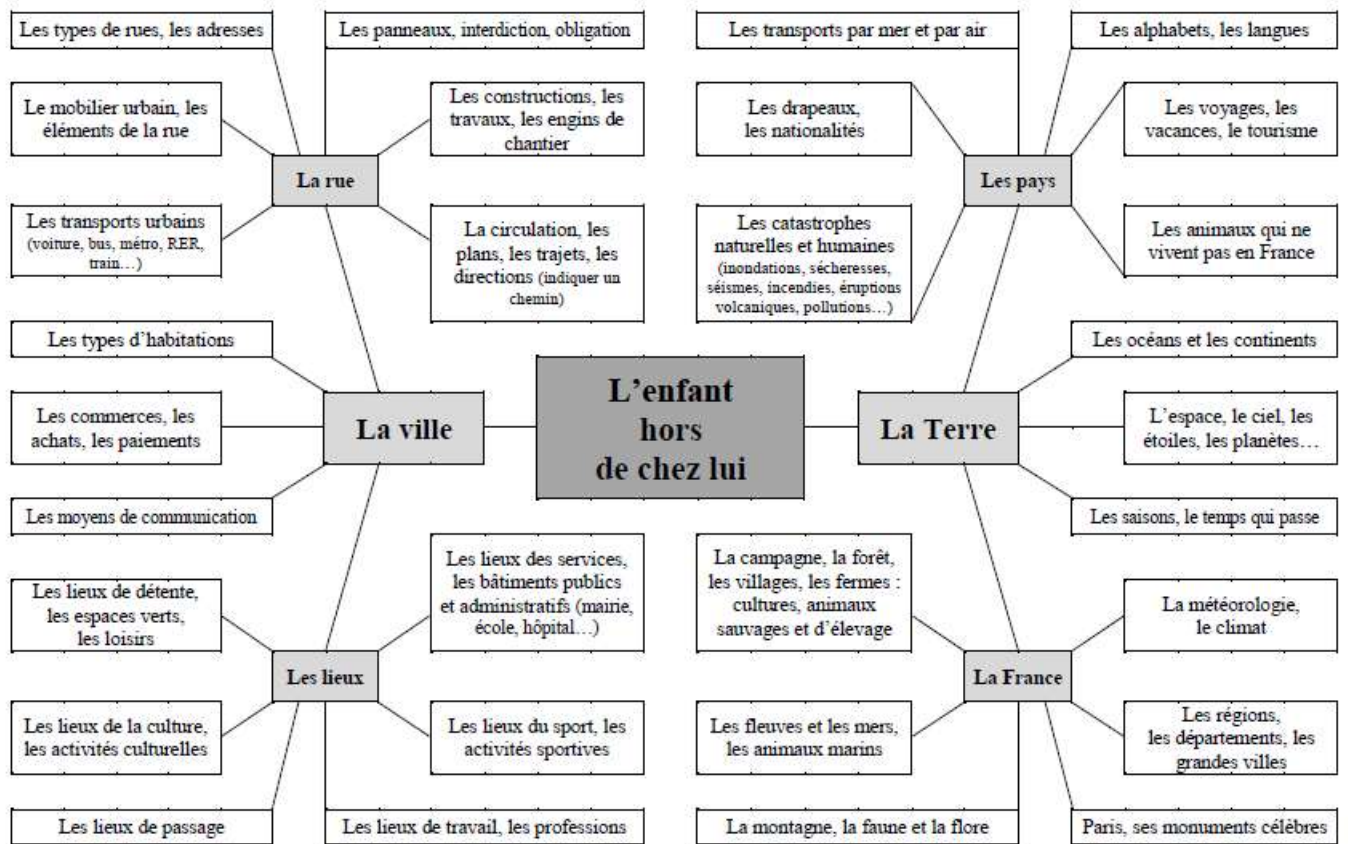 Les types de rues, les adresses
Les panneaux, interdiction, obligation
Le mobilier urbain, les
éléments de la rue
Les constructions, les
travaux, les engins de
chantier
La rue
Les transports urbains
(voiture, bus, métro, RER,
train…)
La circulation, les
plans, les trajets, les
directions (indiquer un
chemin)
Les transports par mer et par air
Les alphabets, les langues
Les drapeaux,
les nationalités
Les voyages, les
vacances, le tourisme
Les pays
Les catastrophes
naturelles et humaines
(inondations, sécheresses,
séismes, incendies, éruptions
volcaniques, pollutions…)
Les animaux qui ne
vivent pas en France
Les types d’habitations
Les commerces, les
achats, les paiements
La ville
Les moyens de communication
L’enfant
hors
de chez lui
La Terre
Les océans et les continents
L’espace, le ciel, les
étoiles, les planètes…
Les saisons, le temps qui passe
Les lieux de détente,
les espaces verts,
les loisirs
Les lieux des services,
les bâtiments publics
et administratifs (mairie,
école, hôpital…)
Les lieux
Les lieux de la culture,
les activités culturelles
Les lieux du sport, les
activités sportives
Les lieux de passage
Les lieux de travail, les professions
La campagne, la forêt,
les villages, les fermes :
cultures, animaux
sauvages et d’élevage
La météorologie,
le climat
La France
Les fleuves et les mers,
les animaux marins
Les régions,
les départements, les
grandes villes
La montagne, la faune et la flore
Paris, ses monuments célèbres